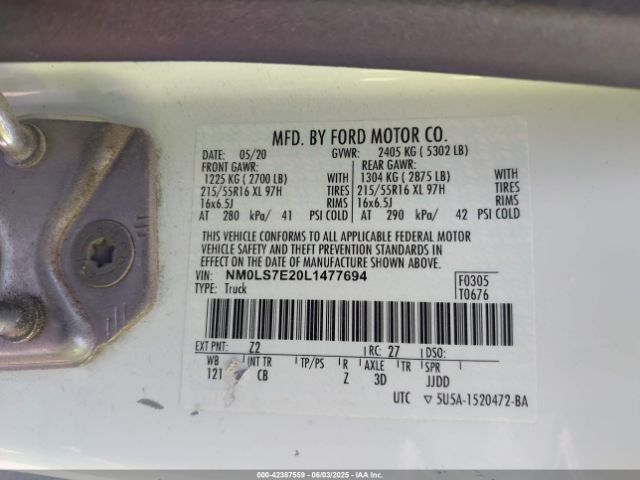 MFD. BY FORD MOTOR CO.
DATE: 05/20 GVWR: 2405 KG ( 5302 LB)
FRONT GAWR: REAR GAWR:
1225 KG ( 2700 LB) WITH 1304 KG ( 2875 LB) WITH
215/55R16 XL 97H TIRES 215/55R16 XL 97H TIRES
16x6.5J RIMS 16x6.5J RIMS
AT 280 kPa/ 41 PSI COLD AT 290 kPa/ 42 PSI COLD
THIS VEHICLE CONFORMS TO ALL APPLICABLE FEDERAL MOTOR
VEHICLE SAFETY AND THEFT PREVENTION STANDARDS IN
EFFECT ON THE DATE OF MANUFACTURE SHOWN ABOVE.
VIN: NM0LS7E20L1477694 F0305
TYPE: Truck T0676
EXT PNT: Z2 RC: 27 DSO:
WB INT TR TP/PS R AXLE TR SPR
121 CB Z 3D JJDD
UTC ▽ 5U5A-1520472-BA
000-42387559 - 06/03/2025 - IAAI.COM